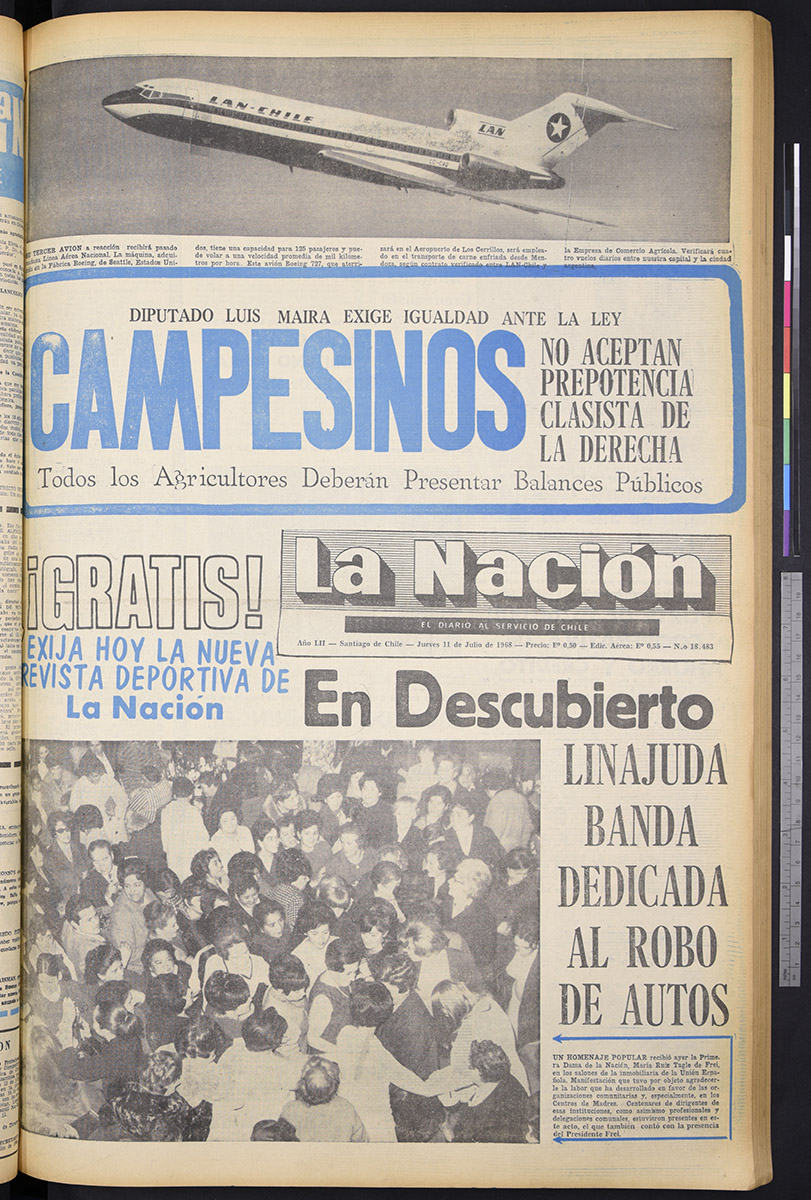 LAN-CHILE
LAN
TERCER AVION a reacción recibirá pasado
Línea Aérea Nacional. La máquina, adqui-
en la Fábrica Boeing, de Seattle, Estados Uni-
dos, tiene una capacidad para 125 pasajeros y pue-
de volar a una velocidad promedia de mil kilóme-
tros por hora. Este avión Boeing 727, que aterri-
zará en el Aeropuerto de Los Cerrillos, será emplea-
do en el transporte de carne enfriada desde Men-
doza, según contrato verificado entre LAN-Chile y
la Empresa de Comercio Agrícola. Verificará cua-
tro vuelos diarios entre nuestra capital y la ciudad
argentina.
DIPUTADO LUIS MAIRA EXIGE IGUALDAD ANTE LA LEY
CAMPESINOS
NO ACEPTAN
PREPOTENCIA
CLASISTA DE
LA DERECHA
Todos los Agricultores Deberán Presentar Balances Públicos
¡GRATIS!
EXIJA HOY LA NUEVA
REVISTA DEPORTIVA DE
La Nación
La Nación
EL DIARIO AL SERVICIO DE CHILE
Año LII — Santiago de Chile — Jueves 11 de Julio de 1968 — Precio: Eº 0,50 — Edic. Aérea: Eº 0,55 — N.o 18.483
En Descubierto
LINAJUDA
BANDA
DEDICADA
AL ROBO
DE AUTOS
UN HOMENAJE POPULAR recibió ayer la Prime-
ra Dama de la Nación, María Ruiz Tagle de Frei,
en los salones de la inmobiliaria de la Unión Espa-
ñola. Manifestación que tuvo por objeto agradecer-
le la labor que ha desarrollado en favor de las or-
ganizaciones comunitarias y, especialmente, en los
Centros de Madres. Centenares de dirigentes de
esas instituciones, como asimismo profesionales y
delegaciones comunales, estuvieron presentes en es-
te acto, el que también contó con la presencia
del Presidente Frei.